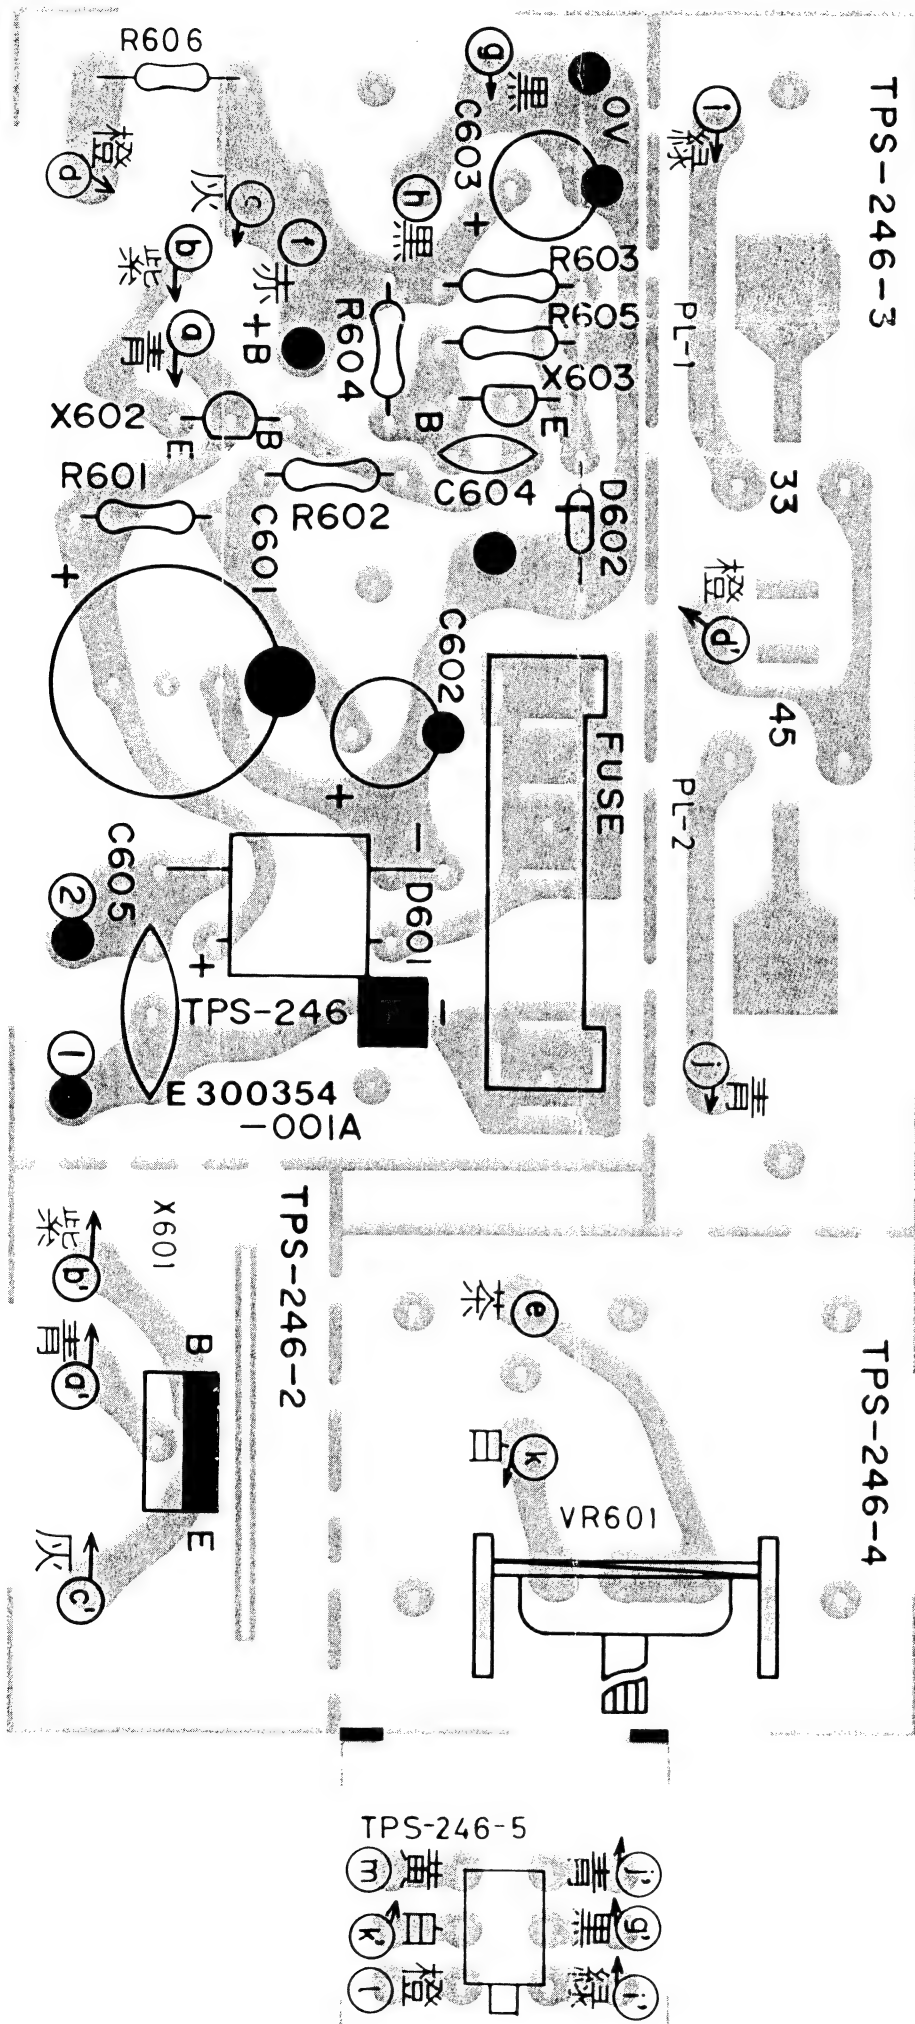 R606
g
黒
OV
TPS-246-3
i
緑
橙
d
灰
c
C603
+
h
黒
b
紫
f
赤
R603
a
青
+B
R604
R605
PL-1
X603
X602
E
B
B
E
R601
R602
C604
D602
33
C601
+
橙
d'
C602
45
FUSE
+
PL-2
C605
-
2
D601
+
TPS-246
-
1
E300354
-001A
j
青
TPS-246-2
X601
紫
b'
B
青
a'
E
灰
c'
茶
e
TPS-246-4
白
k
VR601
TPS-246-5
m
黄
青
j'
k'
白
黒
g'
橙
緑
i'